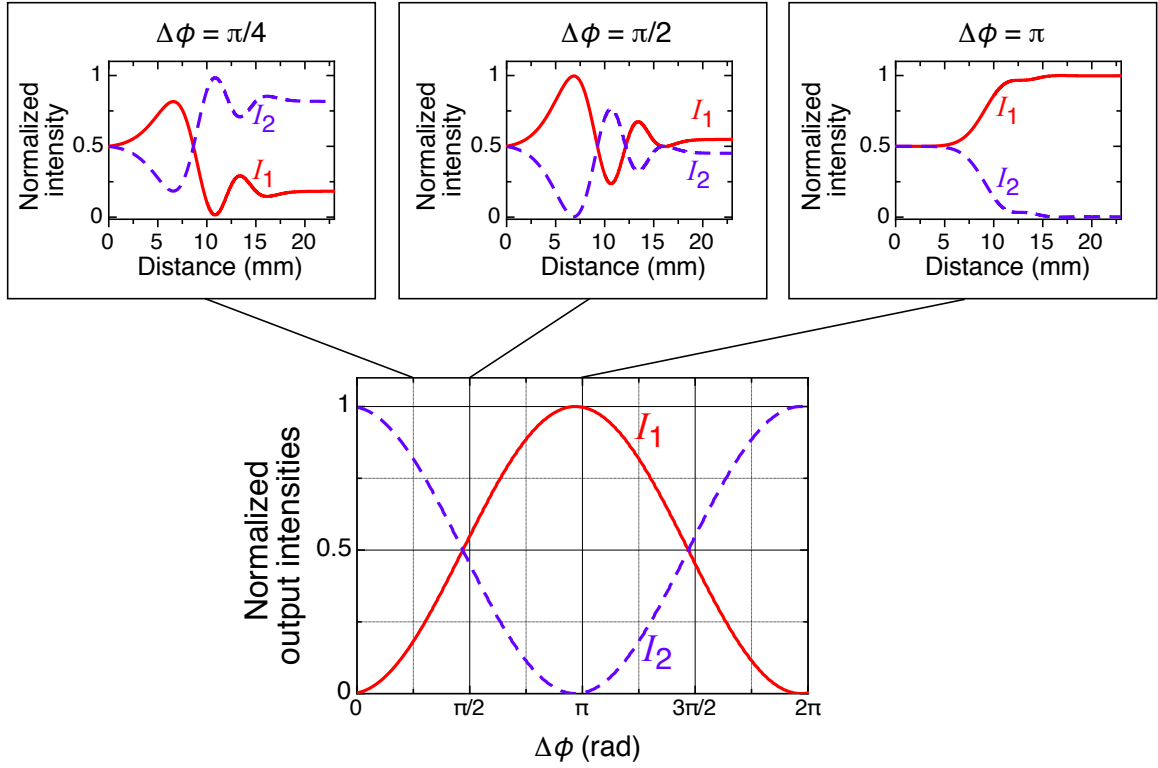 Δϕ = π/4
Normalized
intensity
1
0.5
0
I2
I1
0 5 10 15 20
Distance (mm)
Δϕ = π/2
Normalized
intensity
1
0.5
0
I1
I2
0 5 10 15 20
Distance (mm)
Δϕ = π
Normalized
intensity
1
0.5
0
I1
I2
0 5 10 15 20
Distance (mm)
Normalized
output intensities
1
0.5
0
I1
I2
0 π/2 π 3π/2 2π
Δϕ (rad)